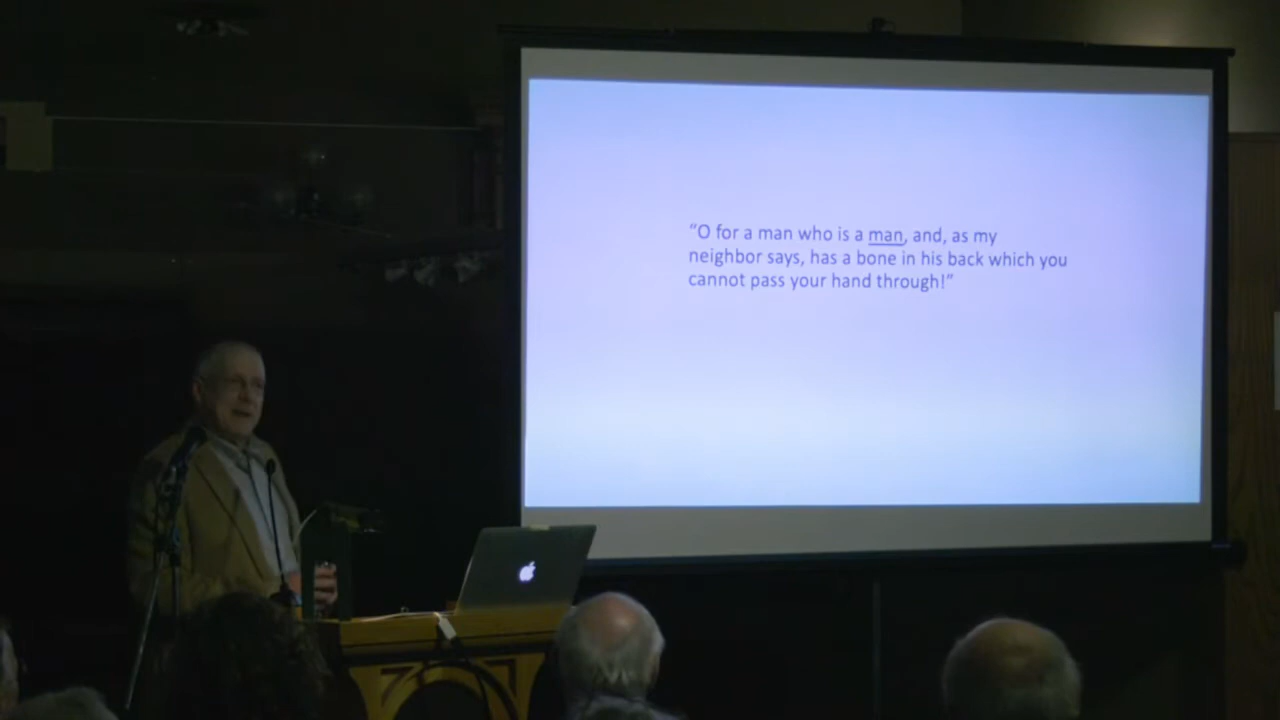 “O for a man who is a man, and, as my
neighbor says, has a bone in his back which you
cannot pass your hand through!”